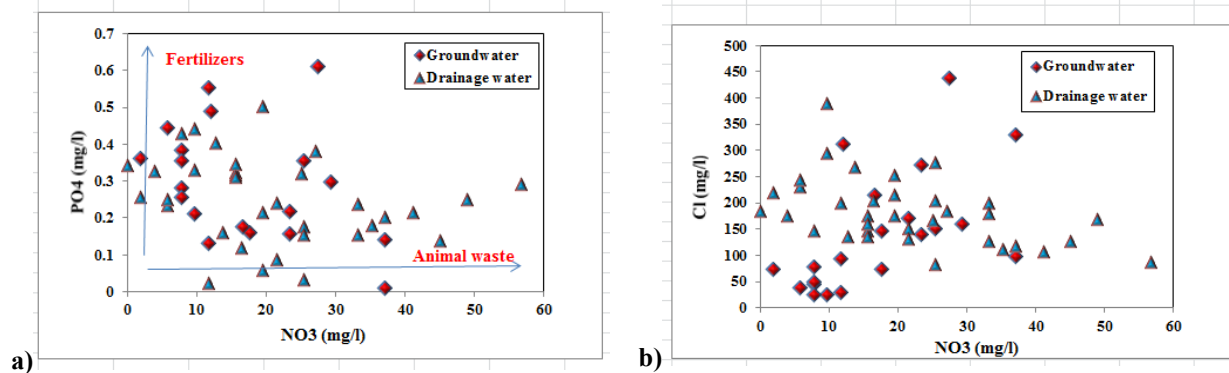 0.7
0.6
0.5
0.4
0.3
0.2
0.1
0
PO4 (mg/l)
Fertilizers
Groundwater
Drainage water
Animal waste
0 10 20 30 40 50 60
NO3 (mg/l)
a)
500
450
400
350
300
250
200
150
100
50
0
Cl (mg/l)
Groundwater
Drainage water
0 10 20 30 40 50 60
NO3 (mg/l)
b)